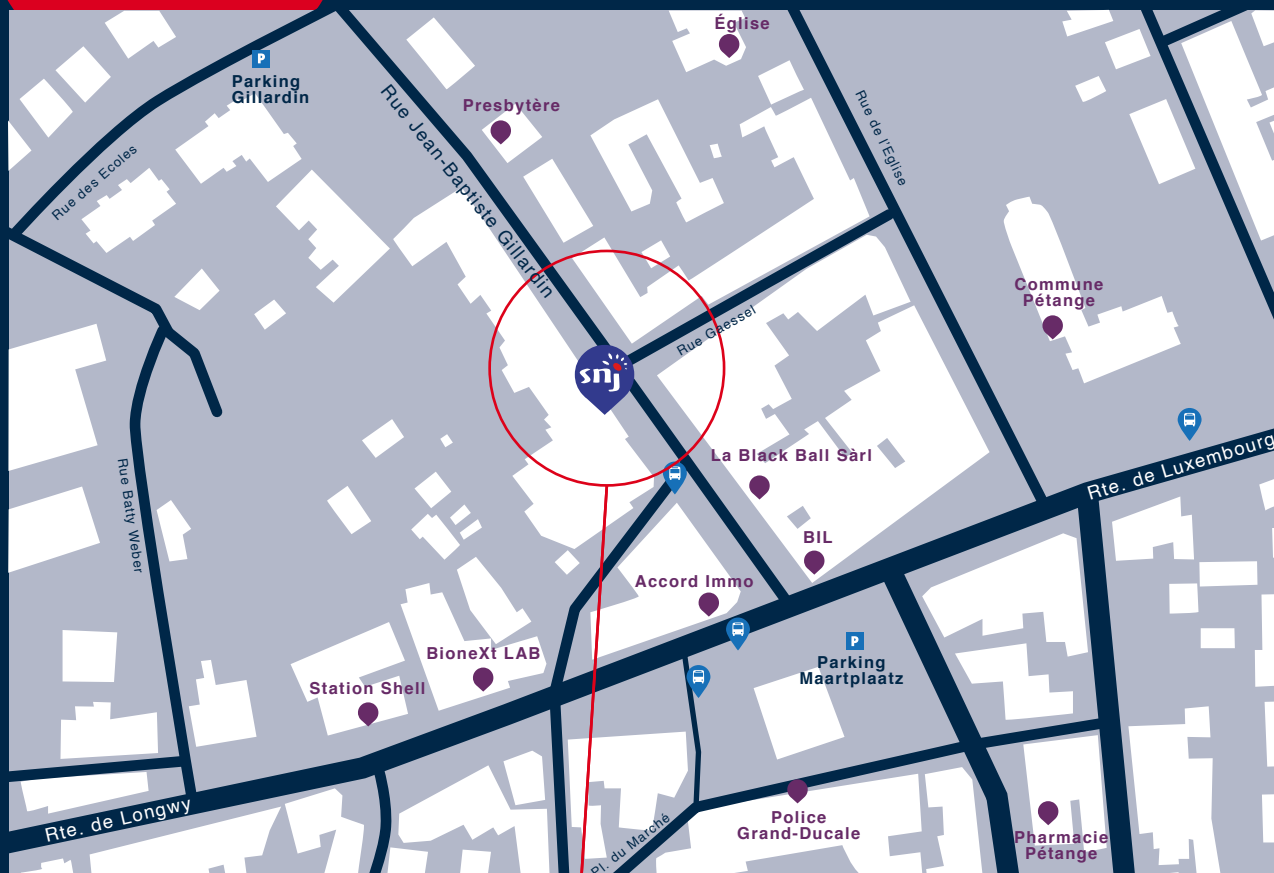 Église
P
Parking
Gillardin
Presbytère
Rue Jean-Baptiste Gillardin
Rue de l'Eglise
Rue des Ecoles
Commune
Pétange
Rue Gaessel
snj
Rte. de Luxembourg
La Black Ball Sàrl
Rue Batty Weber
BIL
Accord Immo
P
Parking
Maartplaatz
BioneXt LAB
Station Shell
Rte. de Longwy
Police
Grand-Ducale
Pl. du Marché
Pharmacie
Pétange